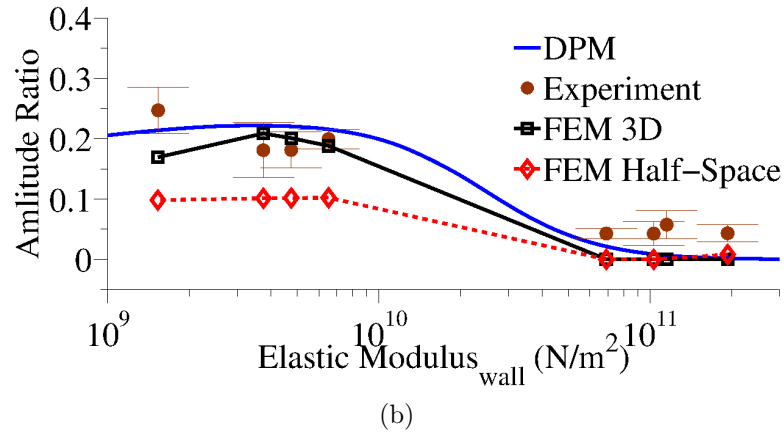 0.4
0.3
0.2
0.1
0
Amlitude Ratio
DPM
Experiment
FEM 3D
FEM Half-Space
10^9
10^10
10^11
Elastic Modulus_wall (N/m^2)
(b)